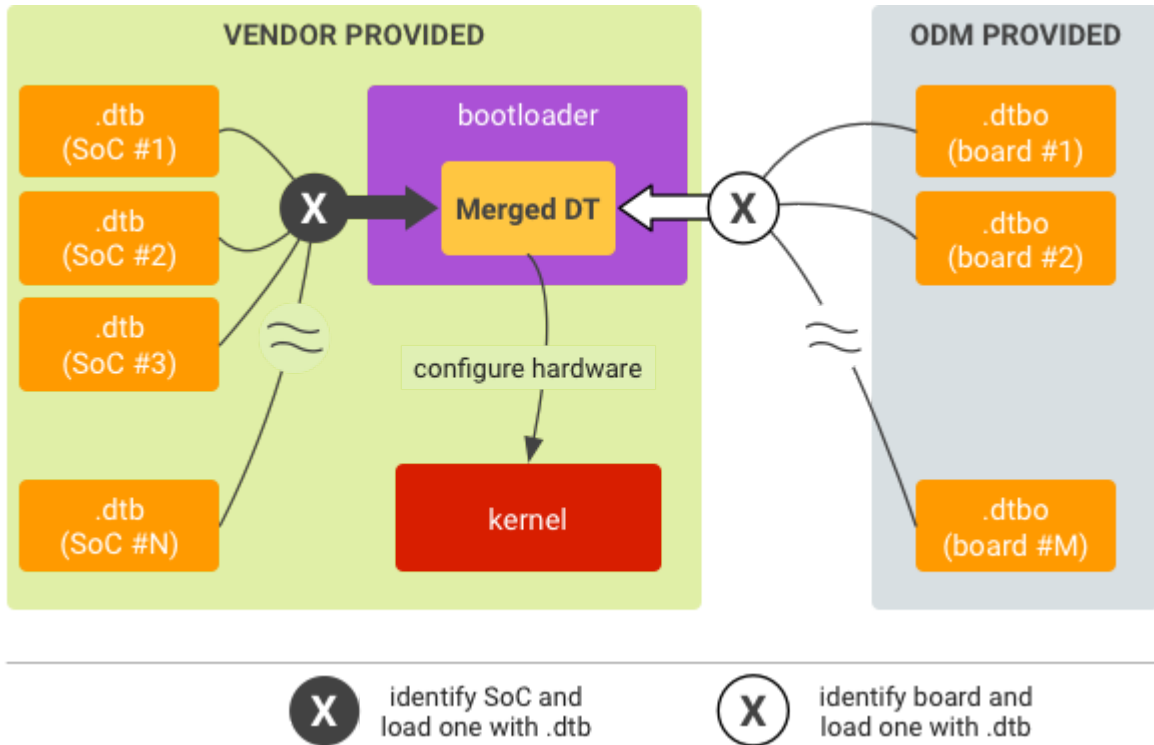 VENDOR PROVIDED
.dtb
(SoC #1)
.dtb
(SoC #2)
.dtb
(SoC #3)
.dtb
(SoC #N)
X
bootloader
Merged DT
configure hardware
kernel
X
ODM PROVIDED
.dtbo
(board #1)
.dtbo
(board #2)
.dtbo
(board #M)
X
identify SoC and
load one with .dtb
X
identify board and
load one with .dtb